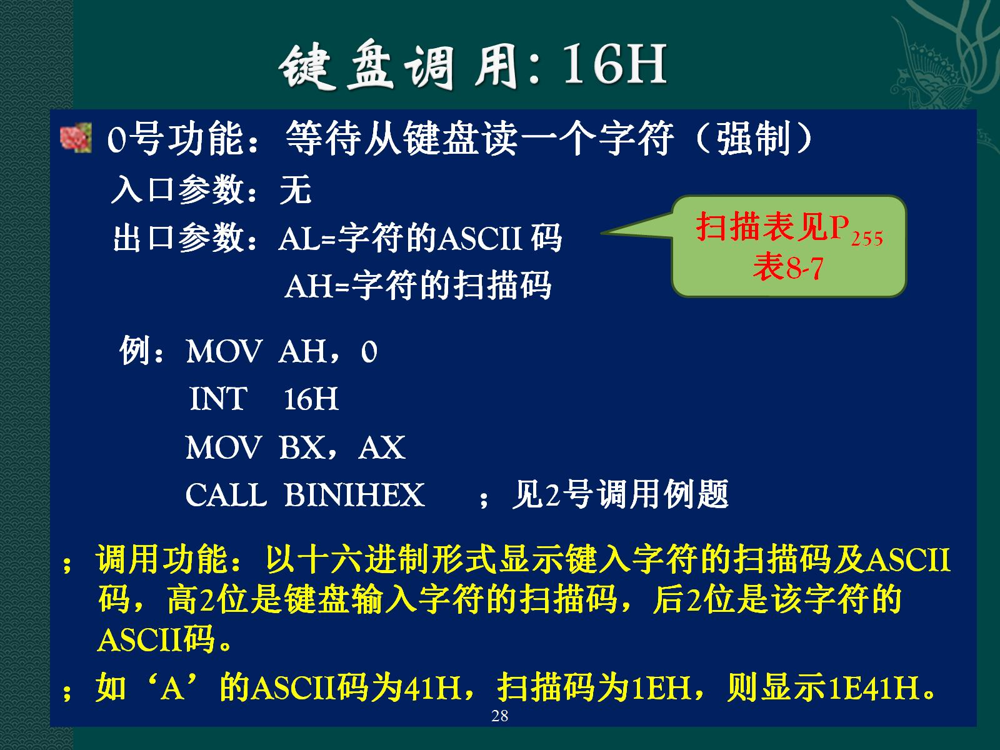 键盘调用: 16H
0号功能：等待从键盘读一个字符（强制）
入口参数：无
出口参数：AL=字符的ASCII 码
AH=字符的扫描码
扫描表见P255
表8-7
例：MOV AH，0
INT 16H
MOV BX，AX
CALL BINIHEX ；见2号调用例题
；调用功能：以十六进制形式显示键入字符的扫描码及ASCII
码，高2位是键盘输入字符的扫描码，后2位是该字符的
ASCII码。
；如‘A’的ASCII码为41H，扫描码为1EH，则显示1E41H。
28